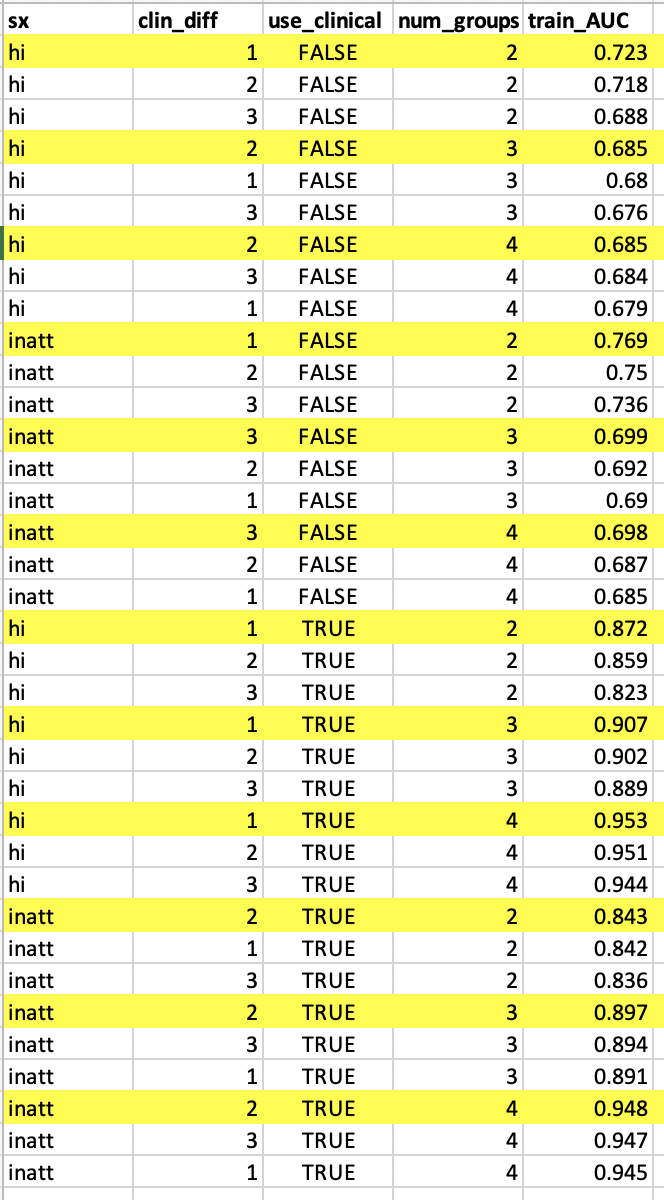 sx clin_diff use_clinical num_groups train_AUC
hi 1 FALSE 2 0.723
hi 2 FALSE 2 0.718
hi 3 FALSE 2 0.688
hi 2 FALSE 3 0.685
hi 1 FALSE 3 0.68
hi 3 FALSE 3 0.676
hi 2 FALSE 4 0.685
hi 3 FALSE 4 0.684
hi 1 FALSE 4 0.679
inatt 1 FALSE 2 0.769
inatt 2 FALSE 2 0.75
inatt 3 FALSE 2 0.736
inatt 3 FALSE 3 0.699
inatt 2 FALSE 3 0.692
inatt 1 FALSE 3 0.69
inatt 3 FALSE 4 0.698
inatt 2 FALSE 4 0.687
inatt 1 FALSE 4 0.685
hi 1 TRUE 2 0.872
hi 2 TRUE 2 0.859
hi 3 TRUE 2 0.823
hi 1 TRUE 3 0.907
hi 2 TRUE 3 0.902
hi 3 TRUE 3 0.889
hi 1 TRUE 4 0.953
hi 2 TRUE 4 0.951
hi 3 TRUE 4 0.944
inatt 2 TRUE 2 0.843
inatt 1 TRUE 2 0.842
inatt 3 TRUE 2 0.836
inatt 2 TRUE 3 0.897
inatt 3 TRUE 3 0.894
inatt 1 TRUE 3 0.891
inatt 2 TRUE 4 0.948
inatt 3 TRUE 4 0.947
inatt 1 TRUE 4 0.945